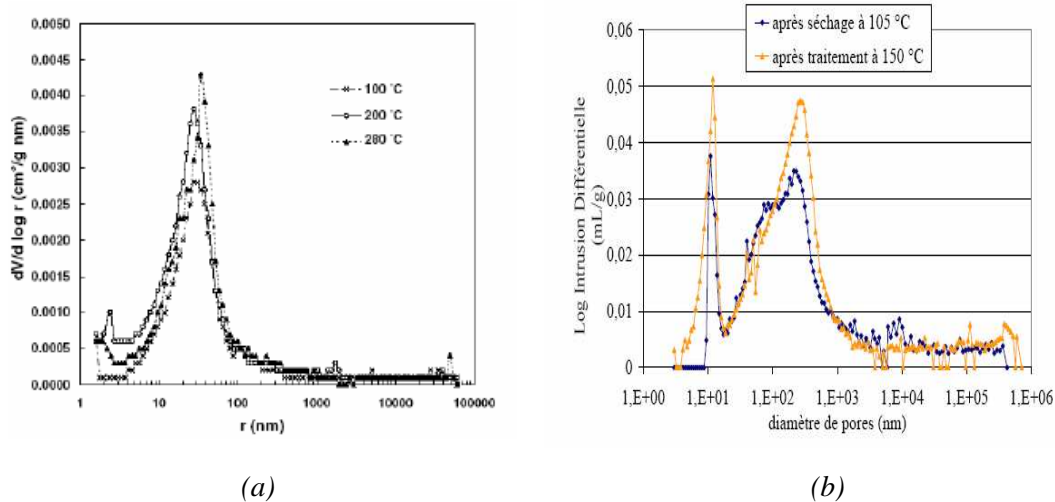 0.0050
0.0045
0.0040
0.0035
0.0030
0.0025
0.0020
0.0015
0.0010
0.0005
0.0000
dV/d log r (cm³/g nm)
100 °C
200 °C
280 °C
1 10 100 1000 10000 100000
r (nm)
(a)
après séchage à 105 °C
après traitement à 150 °C
0,06
0,05
0,04
0,03
0,02
0,01
0
Log Intrusion Différentielle
(mL/g)
1,E+00 1,E+01 1,E+02 1,E+03 1,E+04 1,E+05 1,E+06
diamètre de pores (nm)
(b)